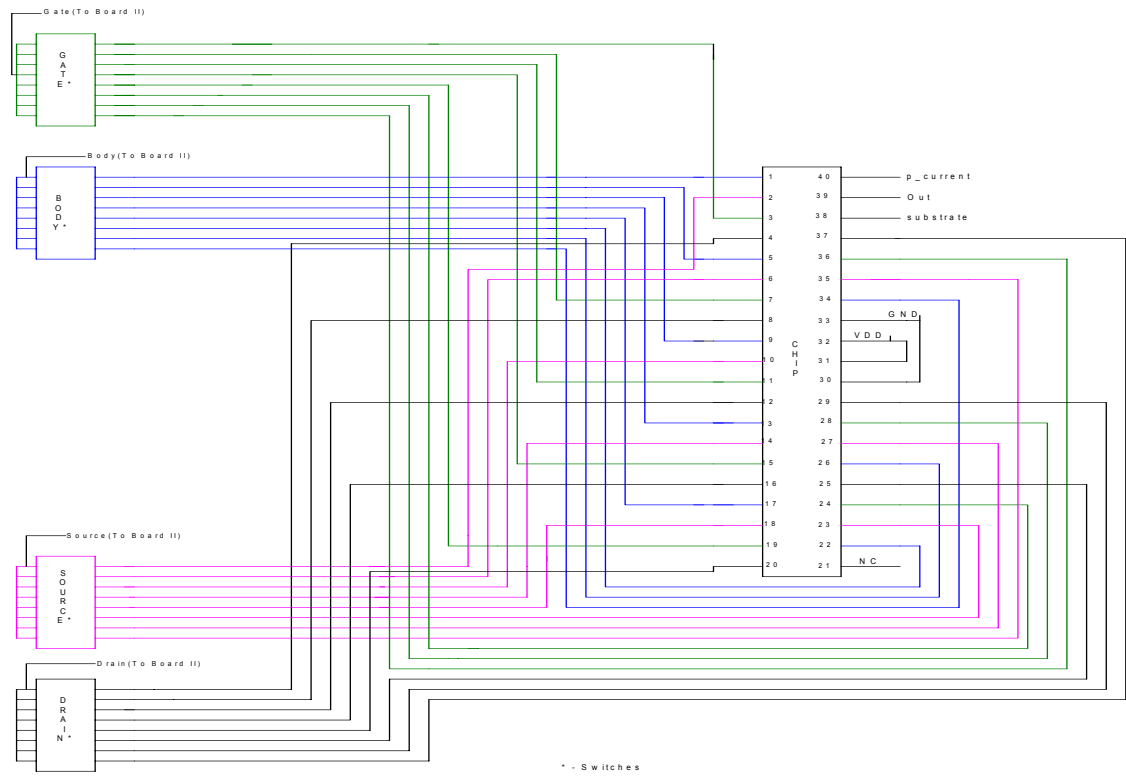 Gate(To Board II)
GATE*
Body(To Board II)
BODY*
1 40 p_current
2 39 Out
3 38 substrate
4 37
5 36
6 35
7 34
8 33 GND
9 32 VDD
10 31
11 30
12 29
3 28
14 27
15 26
16 25
17 24
18 23
19 22
20 21 NC
CHIP
Source(To Board II)
SOURCE*
Drain(To Board II)
DRAIN*
* - Switches